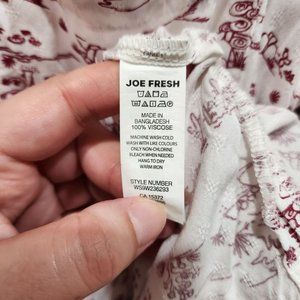 JOE FRESH
MADE IN
BANGLADESH
100% VISCOSE
MACHINE WASH COLD
WASH WITH LIKE COLOURS
ONLY NON-CHLORINE
BLEACH WHEN NEEDED
HANG TO DRY
WARM IRON
STYLE NUMBER
WS9W236293
CA 15972